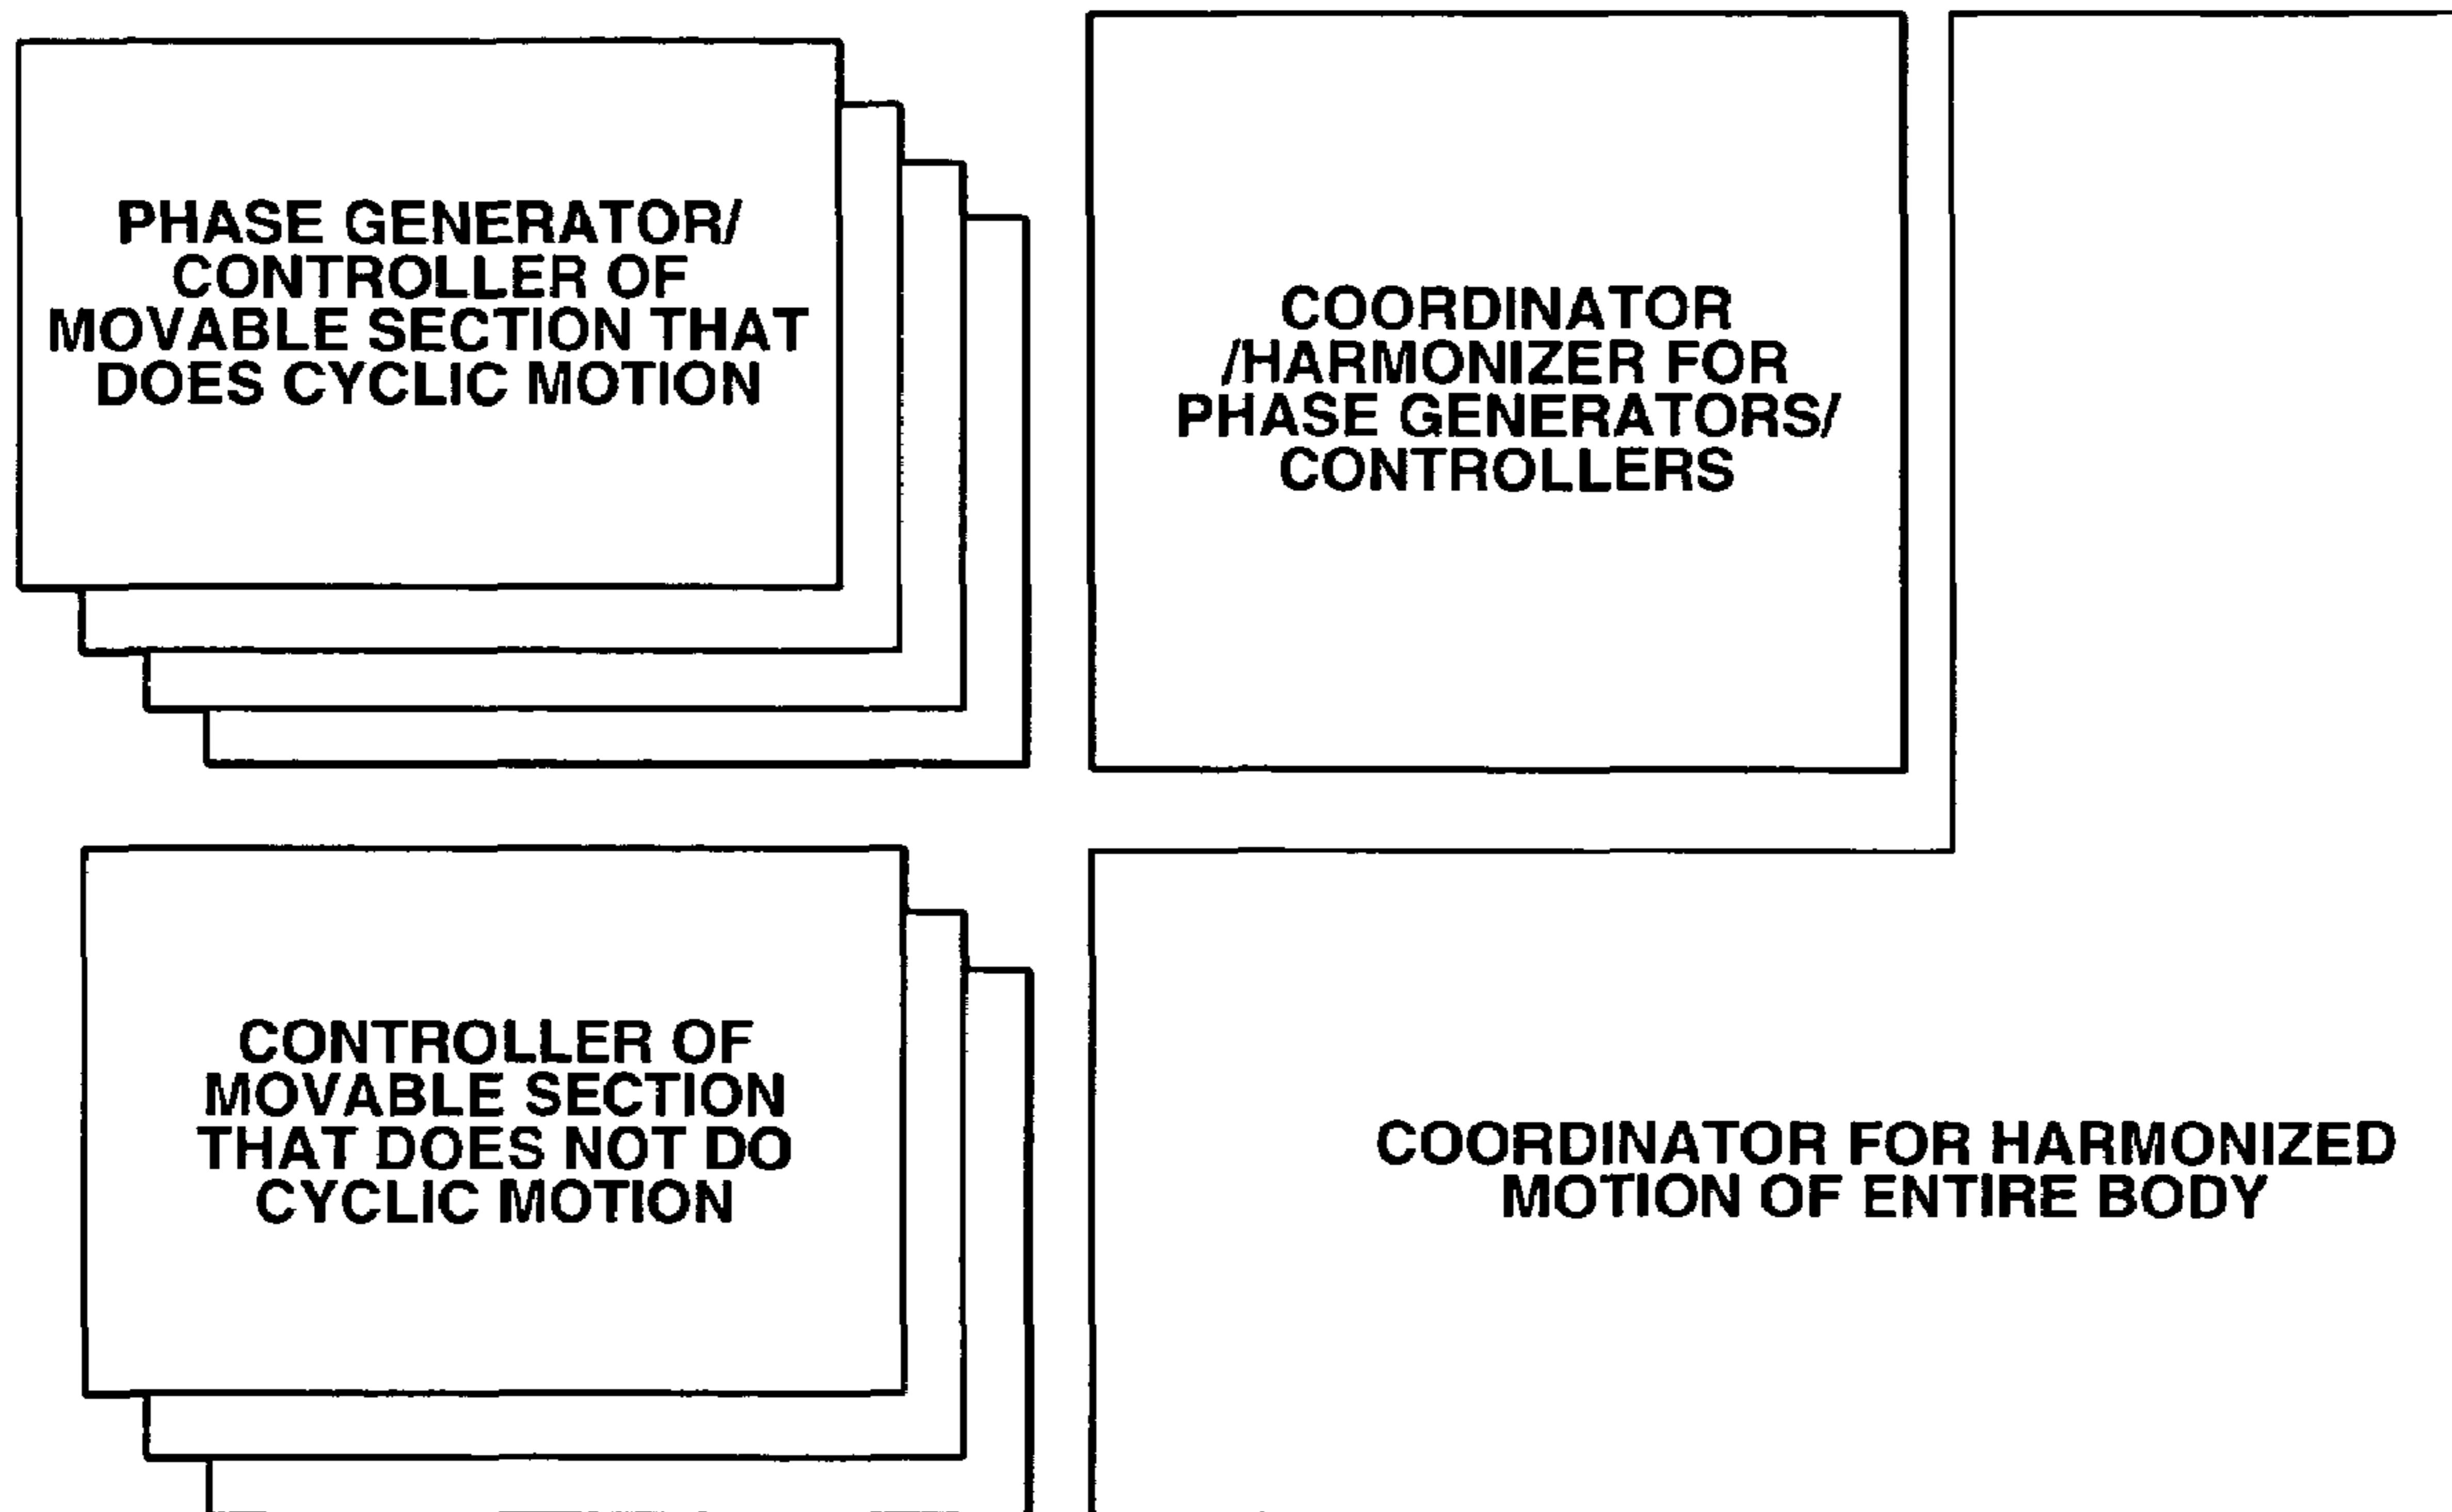 PHASE GENERATOR/
CONTROLLER OF
MOVABLE SECTION THAT
DOES CYCLIC MOTION
COORDINATOR
/HARMONIZER FOR
PHASE GENERATORS/
CONTROLLERS
CONTROLLER OF
MOVABLE SECTION
THAT DOES NOT DO
CYCLIC MOTION
COORDINATOR FOR HARMONIZED
MOTION OF ENTIRE BODY